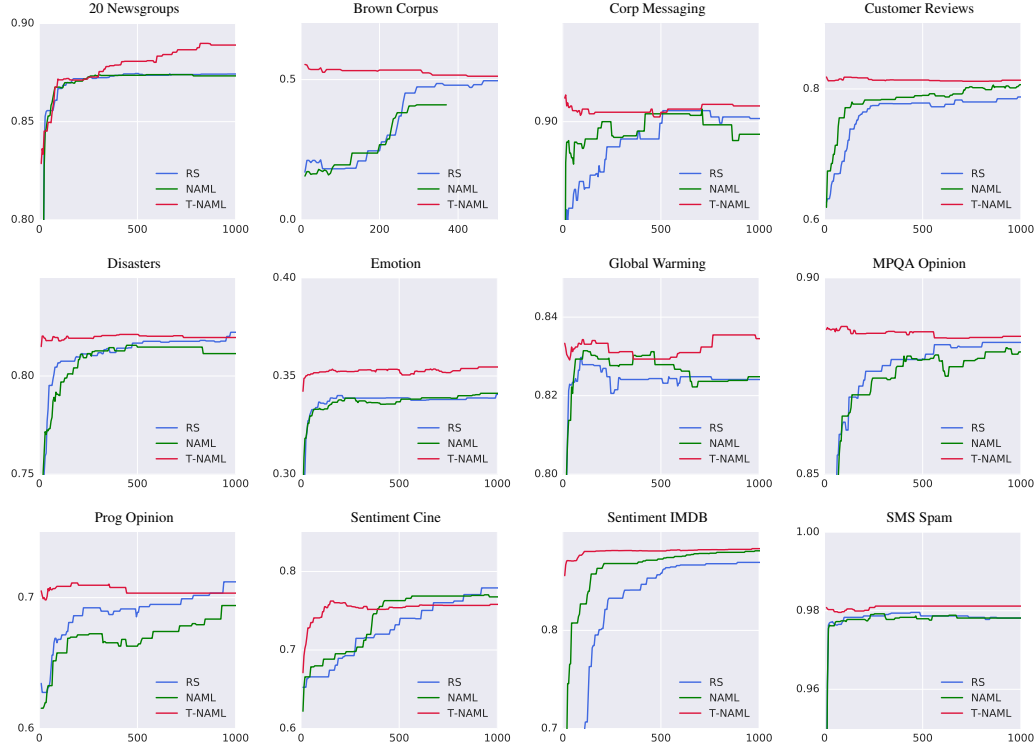 20 Newsgroups
0.90
0.85
0.80
RS
NAML
T-NAML
0 500 1000
Brown Corpus
0.5
0.0
RS
NAML
T-NAML
0 200 400
Corp Messaging
0.90
RS
NAML
T-NAML
0 500 1000
Customer Reviews
0.8
0.6
RS
NAML
T-NAML
0 500 1000
Disasters
0.80
0.75
RS
NAML
T-NAML
0 500 1000
Emotion
0.40
0.35
0.30
RS
NAML
T-NAML
0 500 1000
Global Warming
0.84
0.82
0.80
RS
NAML
T-NAML
0 500 1000
MPQA Opinion
0.90
0.85
RS
NAML
T-NAML
0 500 1000
Prog Opinion
0.7
0.6
RS
NAML
T-NAML
0 500 1000
Sentiment Cine
0.8
0.7
0.6
RS
NAML
T-NAML
0 500 1000
Sentiment IMDB
0.8
0.7
RS
NAML
T-NAML
0 500 1000
SMS Spam
1.00
0.98
0.96
RS
NAML
T-NAML
0 500 1000